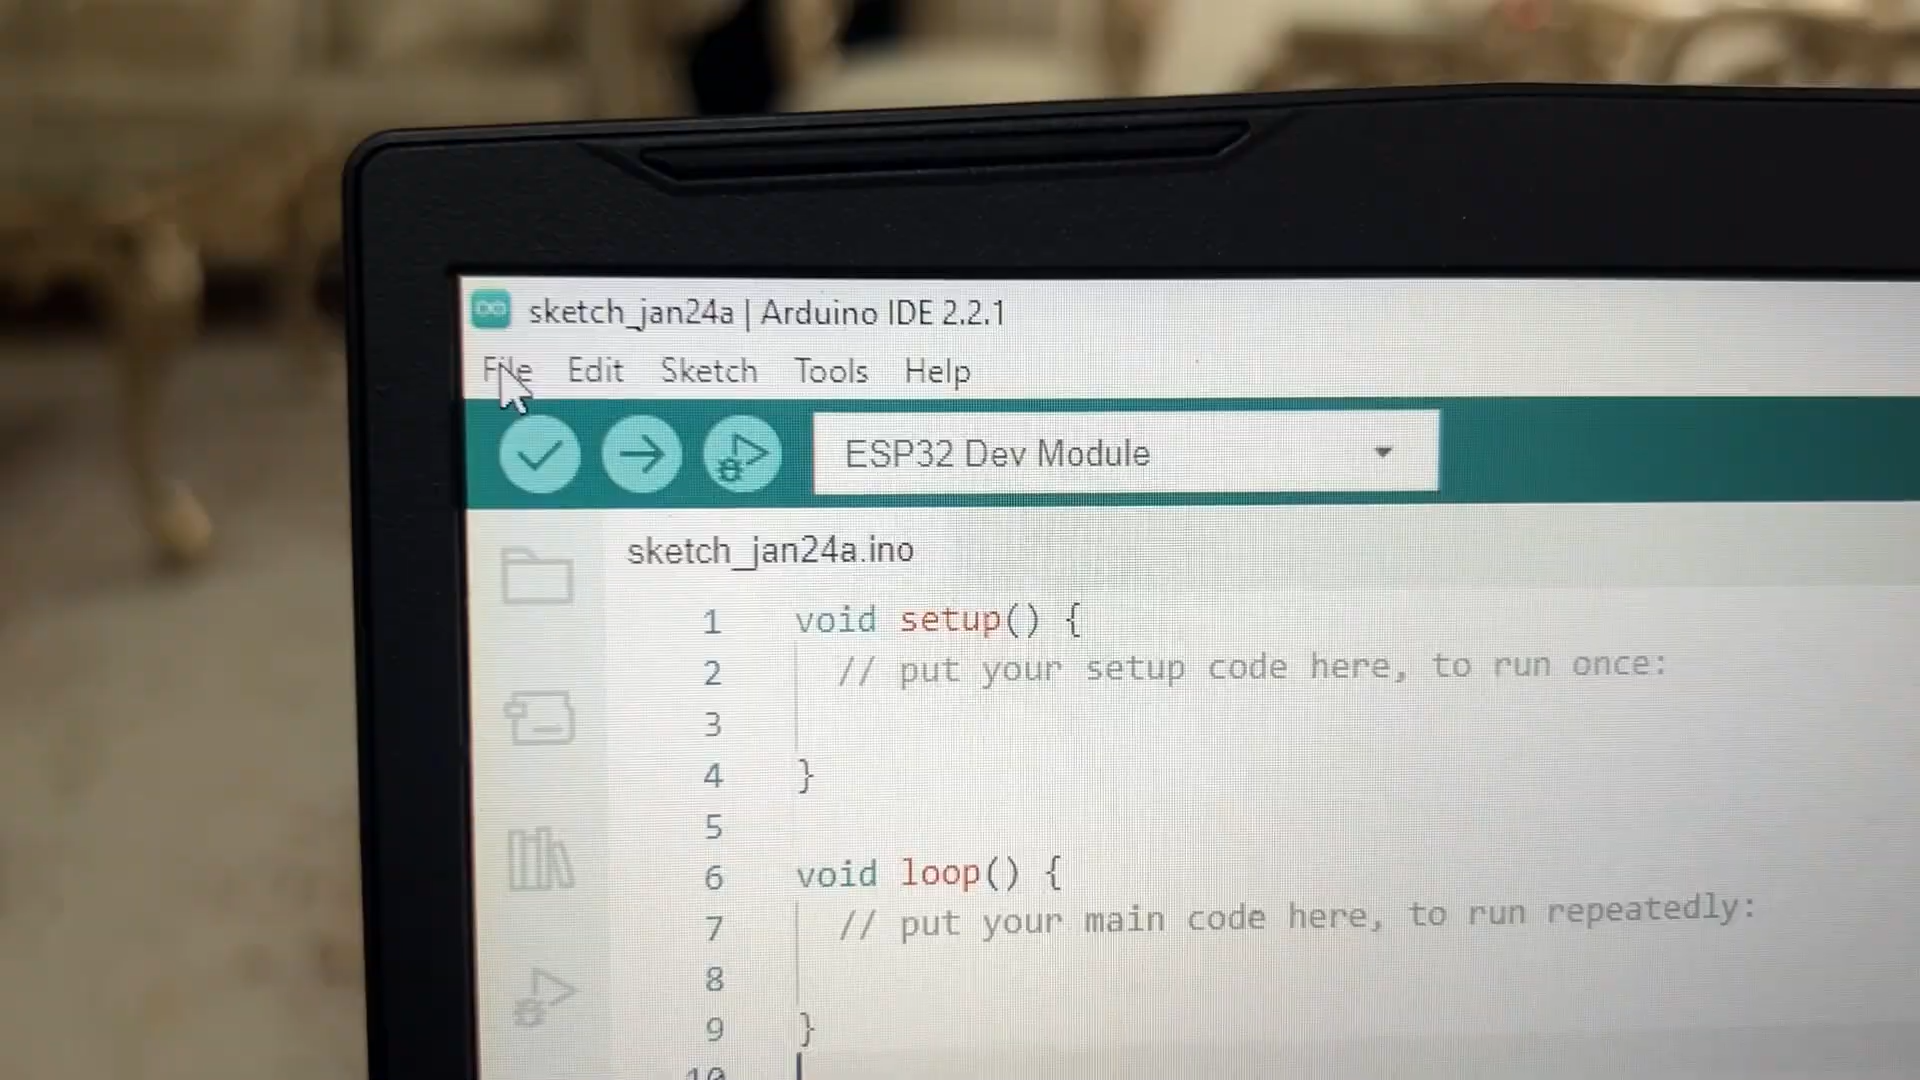 sketch_jan24a | Arduino IDE 2.2.1
File Edit Sketch Tools Help
ESP32 Dev Module
sketch_jan24a.ino
1 void setup() {
2 // put your setup code here, to run once:
3
4 }
5
6 void loop() {
7 // put your main code here, to run repeatedly:
8
9 }
10